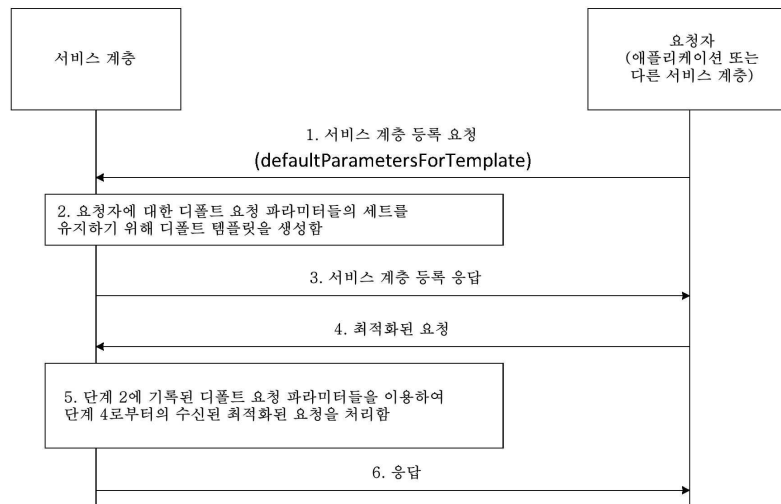 서비스 계층
요청자
(애플리케이션 또는
다른 서비스 계층)
1. 서비스 계층 등록 요청
(defaultParametersForTemplate)
2. 요청자에 대한 디폴트 요청 파라미터들의 세트를
유지하기 위해 디폴트 템플릿을 생성함
3. 서비스 계층 등록 응답
4. 최적화된 요청
5. 단계 2에 기록된 디폴트 요청 파라미터들을 이용하여
단계 4로부터의 수신된 최적화된 요청을 처리함
6. 응답